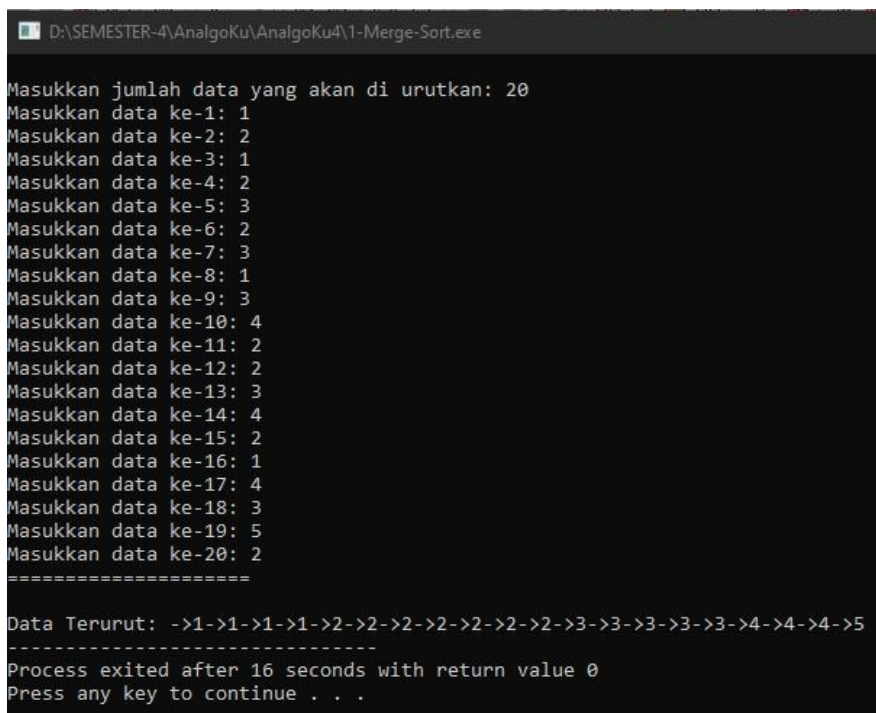 D:\SEMESTER-4\AnalgoKu\AnalgoKu4\1-Merge-Sort.exe
Masukkan jumlah data yang akan di urutkan: 20
Masukkan data ke-1: 1
Masukkan data ke-2: 2
Masukkan data ke-3: 1
Masukkan data ke-4: 2
Masukkan data ke-5: 3
Masukkan data ke-6: 2
Masukkan data ke-7: 3
Masukkan data ke-8: 1
Masukkan data ke-9: 3
Masukkan data ke-10: 4
Masukkan data ke-11: 2
Masukkan data ke-12: 2
Masukkan data ke-13: 3
Masukkan data ke-14: 4
Masukkan data ke-15: 2
Masukkan data ke-16: 1
Masukkan data ke-17: 4
Masukkan data ke-18: 3
Masukkan data ke-19: 5
Masukkan data ke-20: 2
=====================
Data Terurut: ->1->1->1->1->2->2->2->2->2->2->2->3->3->3->3->3->4->4->4->5
--------------------------------
Process exited after 16 seconds with return value 0
Press any key to continue . . .